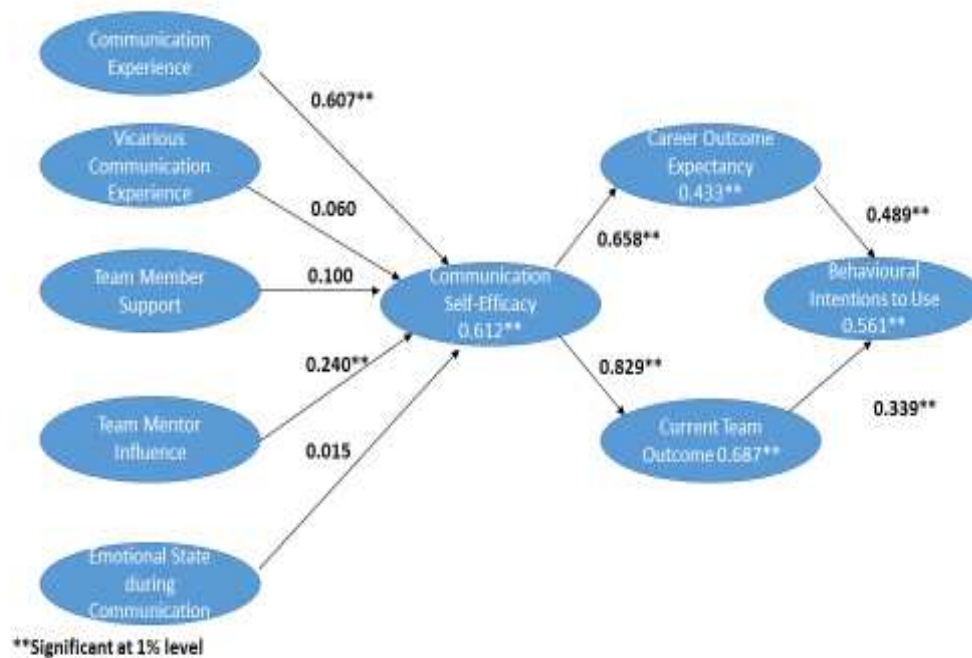 Communication
Experience
0.607**
Vicarious
Communication
Experience
0.060
Team Member
Support
0.100
Team Mentor
Influence
0.240**
Emotional State
during
Communication
0.015
Communication
Self-Efficacy
0.612**
0.658**
0.829**
Career Outcome
Expectancy
0.433**
Current Team
Outcome 0.687**
0.489**
0.339**
Behavioural
Intentions to Use
0.561**
**Significant at 1% level